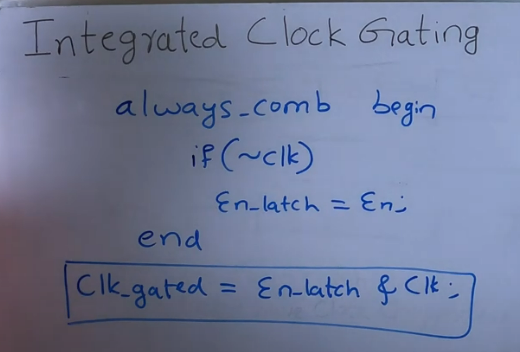 Integrated Clock Gating
always_comb begin
if(~clk)
En_latch = En;
end
Clk_gated = En_latch & Clk;